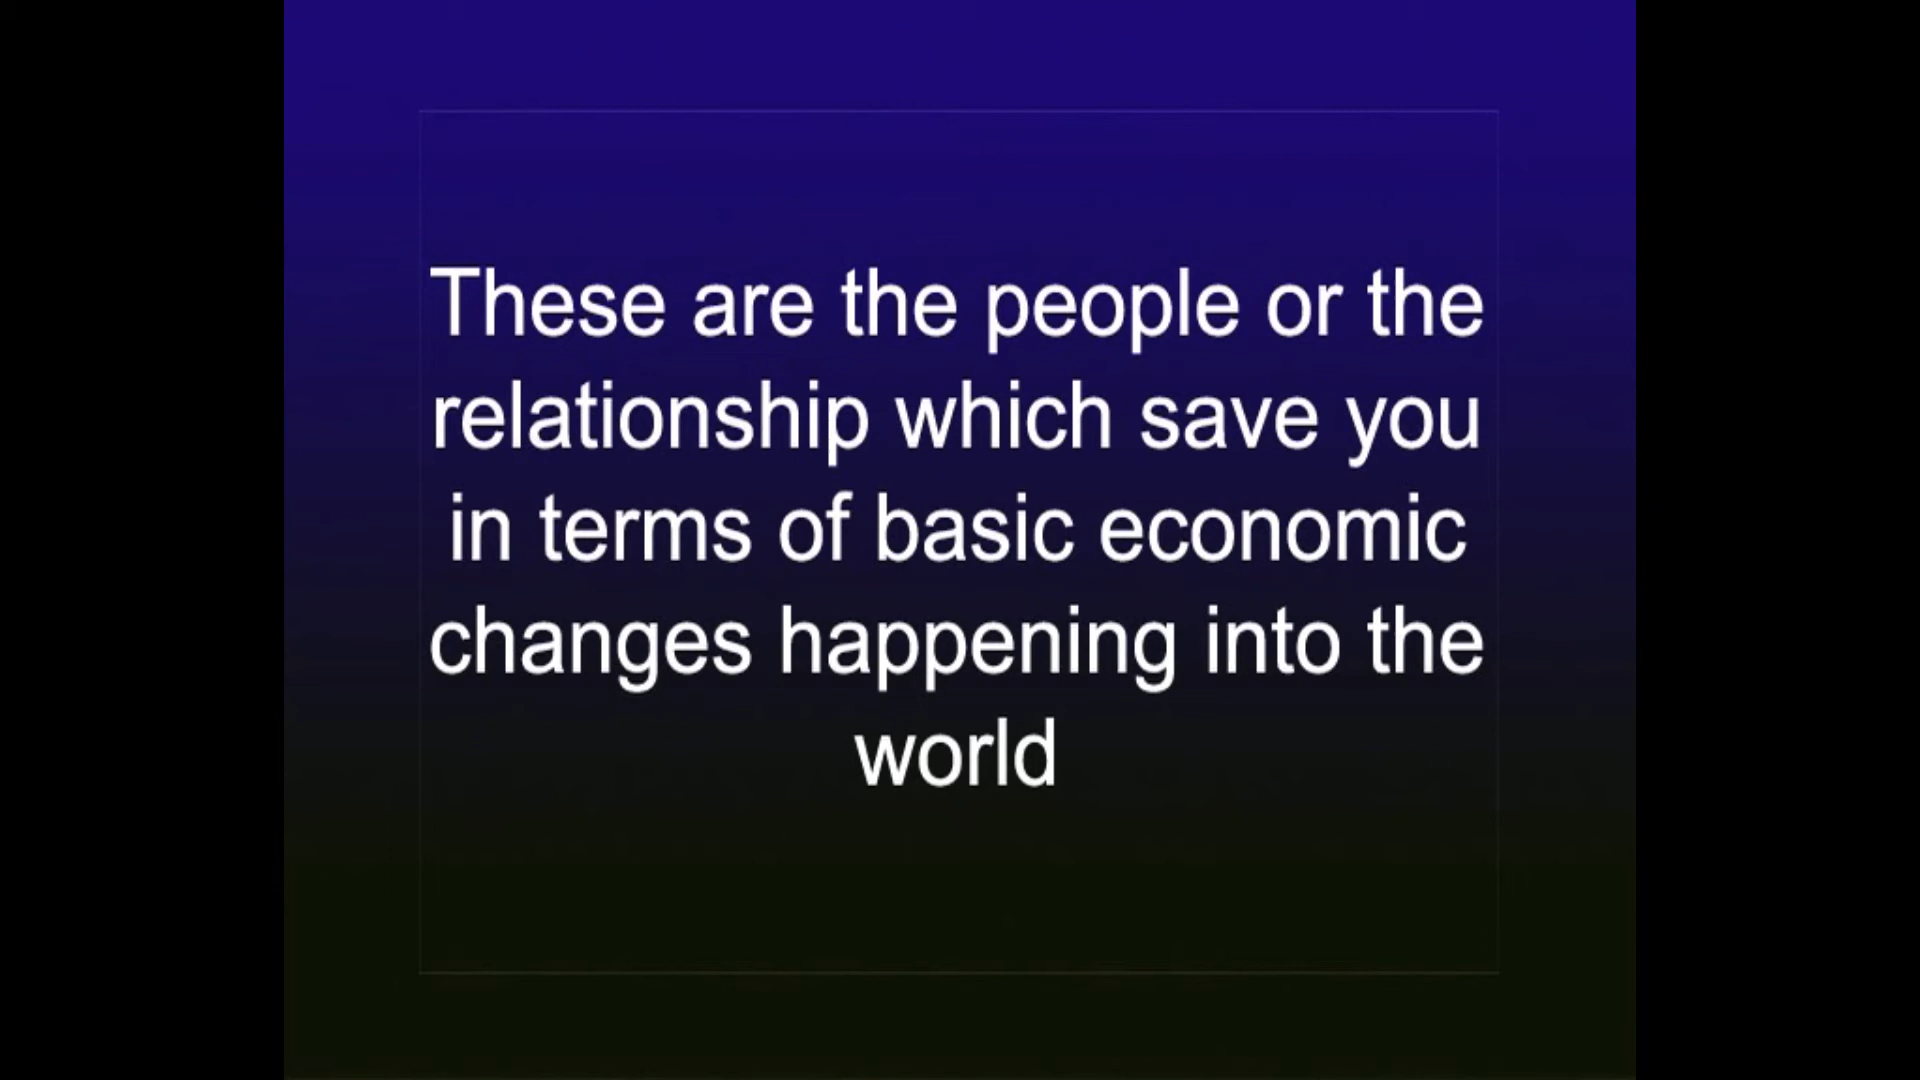 These are the people or the
relationship which save you
in terms of basic economic
changes happening into the
world